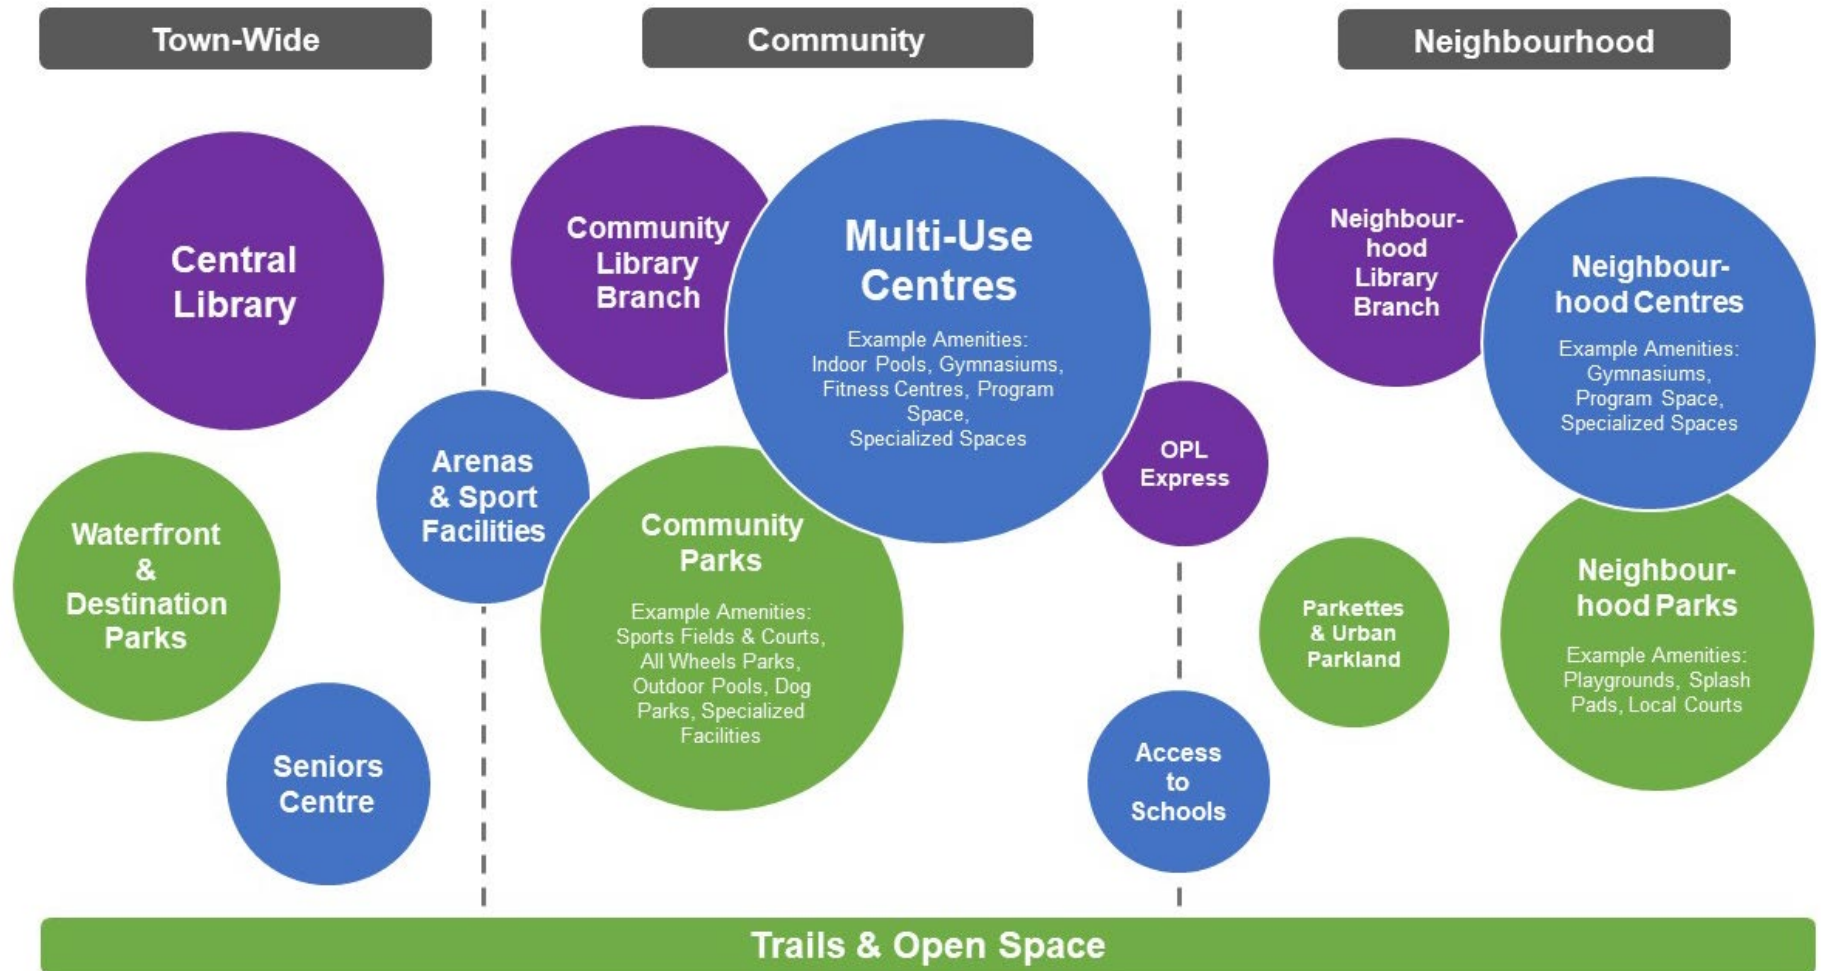 Town-Wide
Community
Neighbourhood
Central
Library
Waterfront
&
Destination
Parks
Seniors
Centre
Arenas
& Sport
Facilities
Community
Library
Branch
Multi-Use
Centres
Example Amenities:
Indoor Pools, Gymnasiums,
Fitness Centres, Program
Space,
Specialized Spaces
Community
Parks
Example Amenities:
Sports Fields & Courts,
All Wheels Parks,
Outdoor Pools, Dog
Parks, Specialized
Facilities
OPL
Express
Access
to
Schools
Neighbour-
hood
Library
Branch
Neighbour-
hood Centres
Example Amenities:
Gymnasiums,
Program Space,
Specialized Spaces
Parkettes
& Urban
Parkland
Neighbour-
hood Parks
Example Amenities:
Playgrounds, Splash
Pads, Local Courts
Trails & Open Space